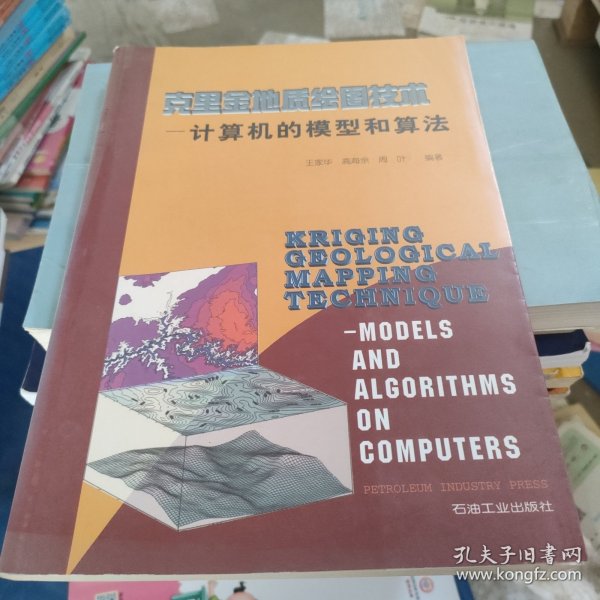 克里金地质绘图技术
—计算机的模型和算法
王家华 高海余 周叶 编著
KRIGING
GEOLOGICAL
MAPPING
TECHNIQUE
–MODELS
AND
ALGORITHMS
ON
COMPUTERS
PETROLEUM INDUSTRY PRESS
石油工业出版社
孔夫子旧书网
www.kongfz.com